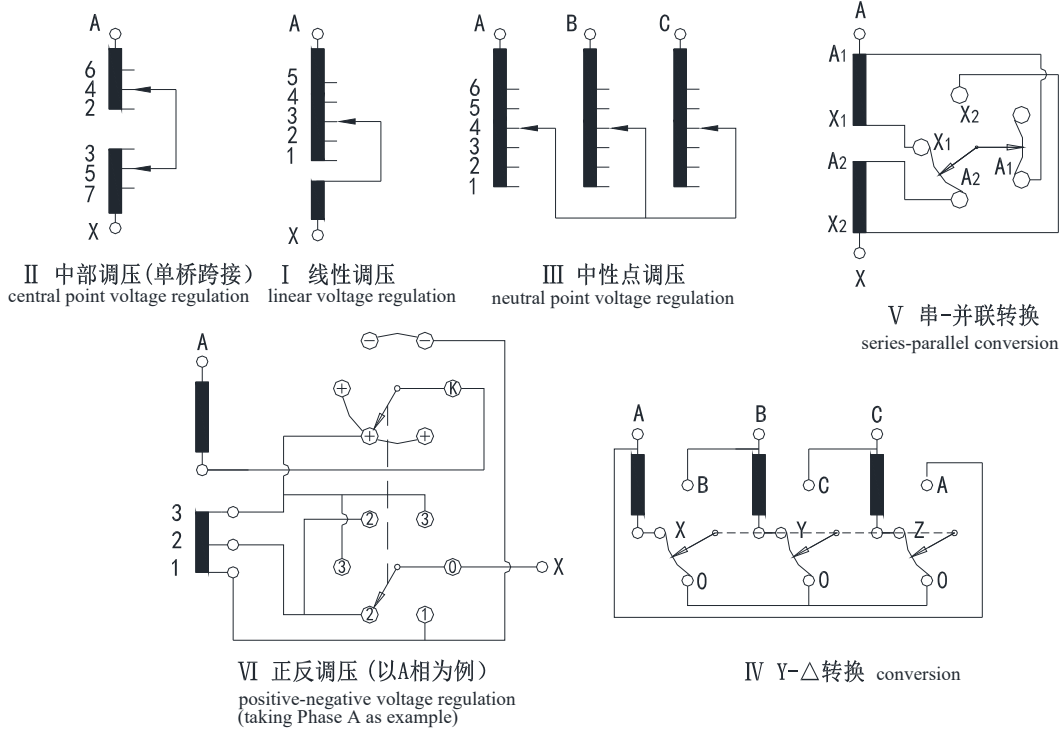 A
6
4
2
3
5
7
X
Ⅱ 中部调压(单桥跨接)
central point voltage regulation
A
5
4
3
2
1
X
Ⅰ 线性调压
linear voltage regulation
A B C
6
5
4
3
2
1
Ⅲ 中性点调压
neutral point voltage regulation
A
A1
X1
A2
X2
X
X2
X1
A2
A1
Ⅴ 串-并联转换
series-parallel conversion
A
3
2
1
− −
+ K
+ +
2 3
3 0 X
2 1
Ⅵ 正反调压(以A相为例)
positive-negative voltage regulation
(taking Phase A as example)
A B C
B C A
X Y Z
0 0 0
Ⅳ Y-△转换 conversion